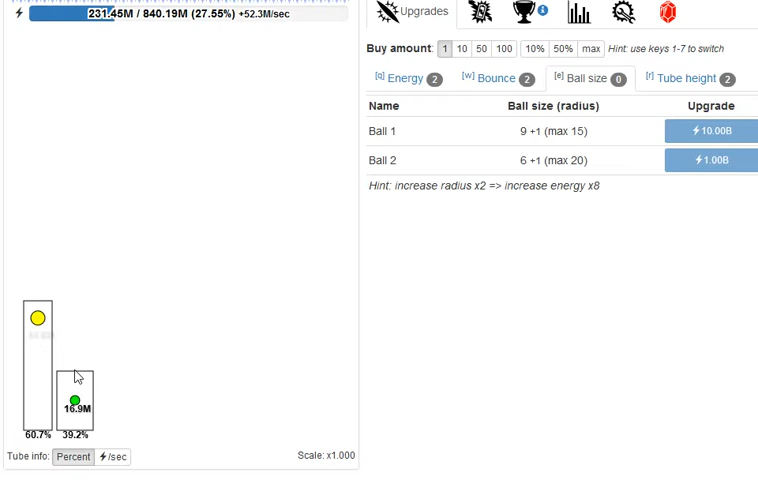 231.45M / 840.19M (27.55%) +52.3M/sec
Upgrades
Buy amount: 1 10 50 100 10% 50% max Hint: use keys 1-7 to switch
[q] Energy 2 [w] Bounce 2 [e] Ball size 0 [r] Tube height 2
Name Ball size (radius) Upgrade
Ball 1 9 +1 (max 15) 10.00B
Ball 2 6 +1 (max 20) 1.00B
Hint: increase radius x2 => increase energy x8
16.9M
60.7% 39.2%
Tube info: Percent /sec Scale: x1.000